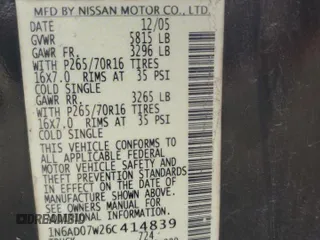 MFD BY NISSAN MOTOR CO., LTD
DATE 12/05
GVWR 5815 LB
GAWR FR. 3296 LB
WITH P265/70R16 TIRES
16x7.0 RIMS AT 35 PSI
COLD SINGLE
GAWR RR. 3265 LB
WITH P265/70R16 TIRES
16x7.0 RIMS AT 35 PSI
COLD SINGLE
THIS VEHICLE CONFORMS TO
ALL APPLICABLE FEDERAL
MOTOR VEHICLE SAFETY AND
THEFT PREVENTION STANDARDS
IN EFFECT ON THE DATE OF
MANUFACTURE SHOWN ABOVE.
SEE OWNERS MANUAL FOR
ADDITIONAL INFORMATION
1N6AD07W26C414839
TRUCK 724
DREAMBID